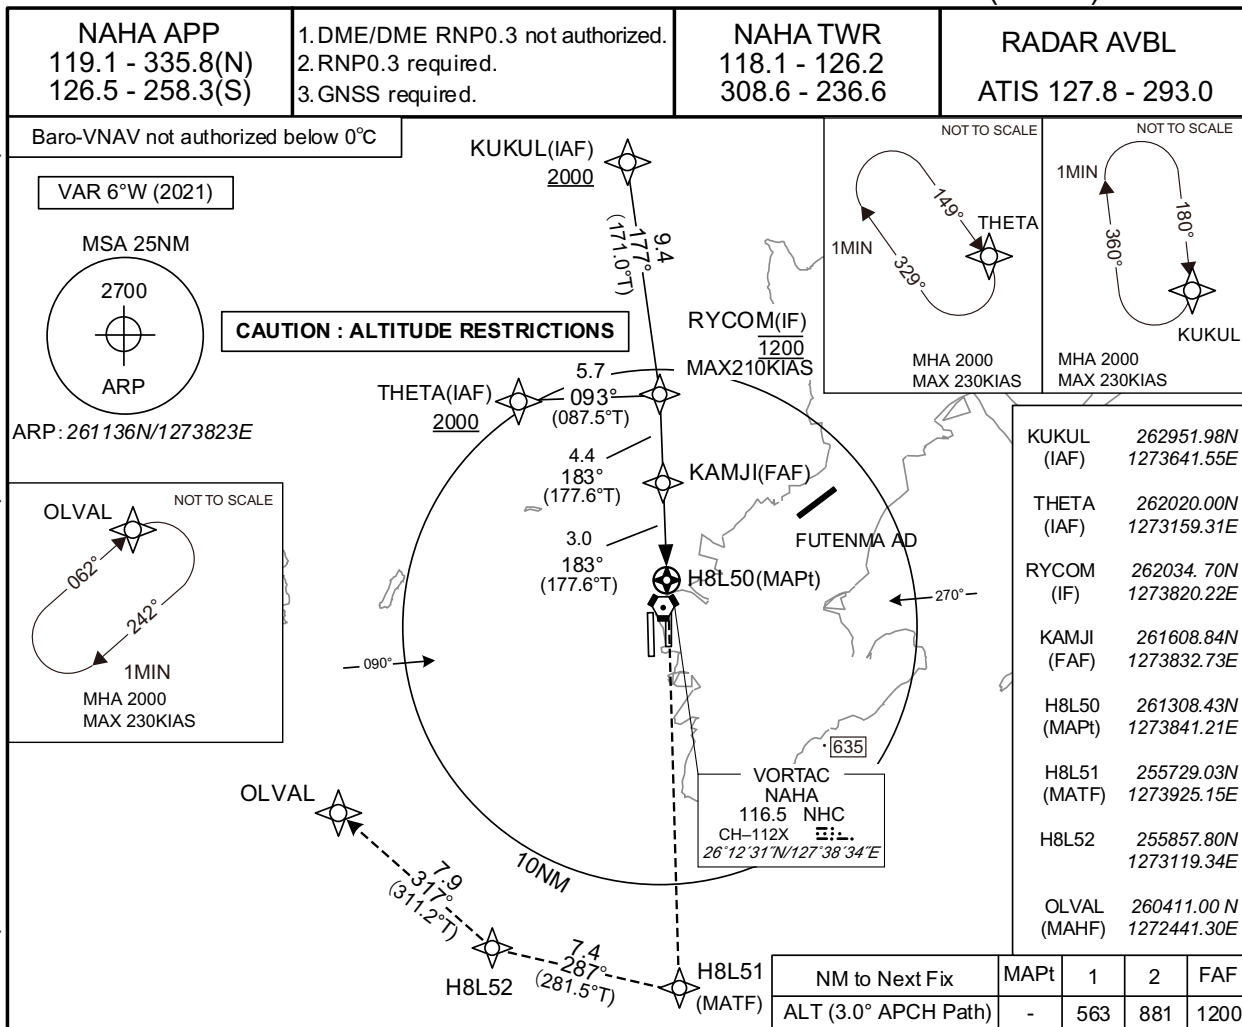 NAHA APP
119.1 - 335.8(N)
126.5 - 258.3(S)
1. DME/DME RNP0.3 not authorized.
2. RNP0.3 required.
3. GNSS required.
NAHA TWR
118.1 - 126.2
308.6 - 236.6
RADAR AVBL
ATIS 127.8 - 293.0
Baro-VNAV not authorized below 0°C
VAR 6°W (2021)
MSA 25NM
2700
ARP
ARP: 261136N/1273823E
CAUTION : ALTITUDE RESTRICTIONS
KUKUL(IAF)
2000
9.4
177°
(171.0°T)
RYCOM(IF)
1200
MAX210KIAS
THETA(IAF)
2000
5.7
093°
(087.5°T)
4.4
183°
(177.6°T)
KAMJI(FAF)
3.0
183°
(177.6°T)
FUTENMA AD
H8L50(MAPt)
270°
090°
635
VORTAC
NAHA
116.5 NHC
CH–112X
26°12´31˝N/127°38´34˝E
10NM
OLVAL
7.9
317°
(311.2°T)
H8L52
7.4
287°
(281.5°T)
H8L51
(MATF)
NOT TO SCALE
149°
THETA
1MIN
329°
MHA 2000
MAX 230KIAS
NOT TO SCALE
1MIN
180°
360°
KUKUL
MHA 2000
MAX 230KIAS
NOT TO SCALE
OLVAL
062°
242°
1MIN
MHA 2000
MAX 230KIAS
KUKUL 262951.98N
(IAF) 1273641.55E
THETA 262020.00N
(IAF) 1273159.31E
RYCOM 262034. 70N
(IF) 1273820.22E
KAMJI 261608.84N
(FAF) 1273832.73E
H8L50 261308.43N
(MAPt) 1273841.21E
H8L51 255729.03N
(MATF) 1273925.15E
H8L52 255857.80N
1273119.34E
OLVAL 260411.00 N
(MAHF) 1272441.30E
NM to Next Fix MAPt 1 2 FAF
ALT (3.0° APCH Path) - 563 881 1200